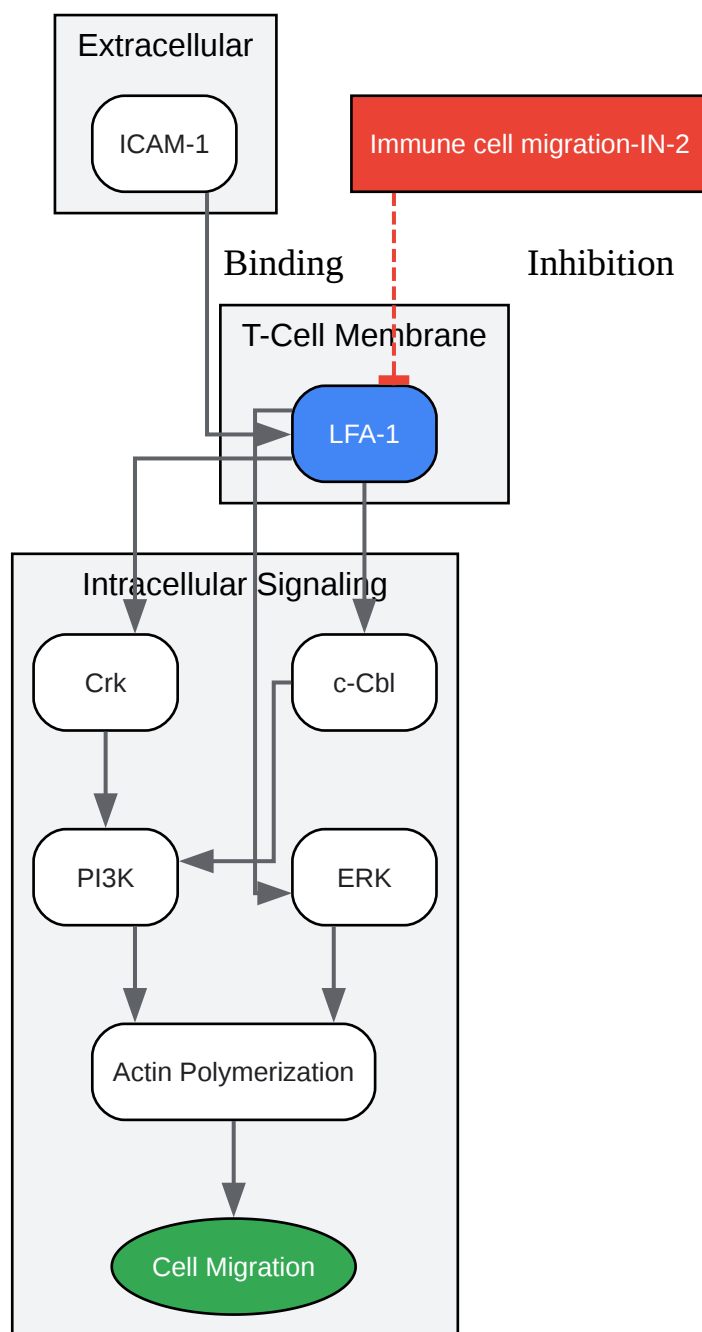 Extracellular
ICAM-1
Immune cell migration-IN-2
Binding
Inhibition
T-Cell Membrane
LFA-1
Intracellular Signaling
Crk
c-Cbl
PI3K
ERK
Actin Polymerization
Cell Migration